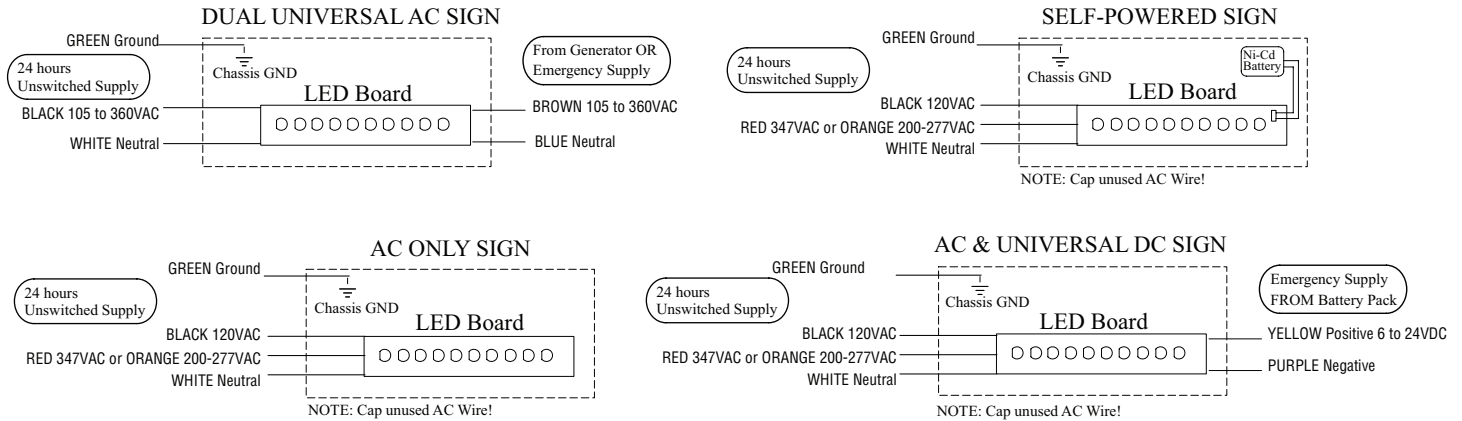 DUAL UNIVERSAL AC SIGN
GREEN Ground
24 hours
Unswitched Supply
Chassis GND
From Generator OR
Emergency Supply
LED Board
BLACK 105 to 360VAC
BROWN 105 to 360VAC
WHITE Neutral
BLUE Neutral
SELF-POWERED SIGN
GREEN Ground
24 hours
Unswitched Supply
Chassis GND
Ni-Cd
Battery
LED Board
BLACK 120VAC
RED 347VAC or ORANGE 200-277VAC
WHITE Neutral
NOTE: Cap unused AC Wire!
AC ONLY SIGN
GREEN Ground
24 hours
Unswitched Supply
Chassis GND
LED Board
BLACK 120VAC
RED 347VAC or ORANGE 200-277VAC
WHITE Neutral
NOTE: Cap unused AC Wire!
AC & UNIVERSAL DC SIGN
GREEN Ground
24 hours
Unswitched Supply
Chassis GND
Emergency Supply
FROM Battery Pack
LED Board
BLACK 120VAC
YELLOW Positive 6 to 24VDC
RED 347VAC or ORANGE 200-277VAC
PURPLE Negative
WHITE Neutral
NOTE: Cap unused AC Wire!